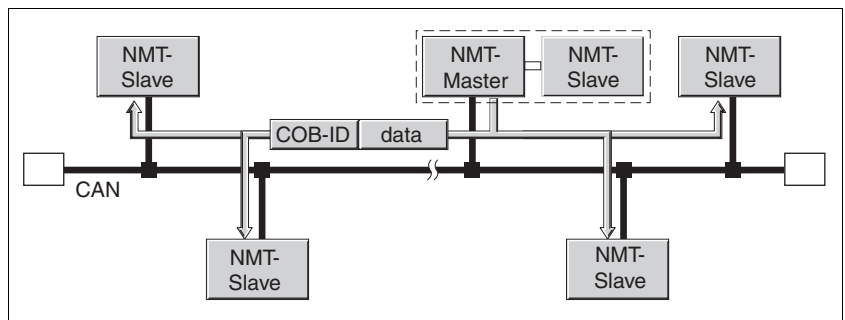 NMT-
Slave
NMT-
Master
NMT-
Slave
NMT-
Slave
COB-ID
data
CAN
NMT-
Slave
NMT-
Slave